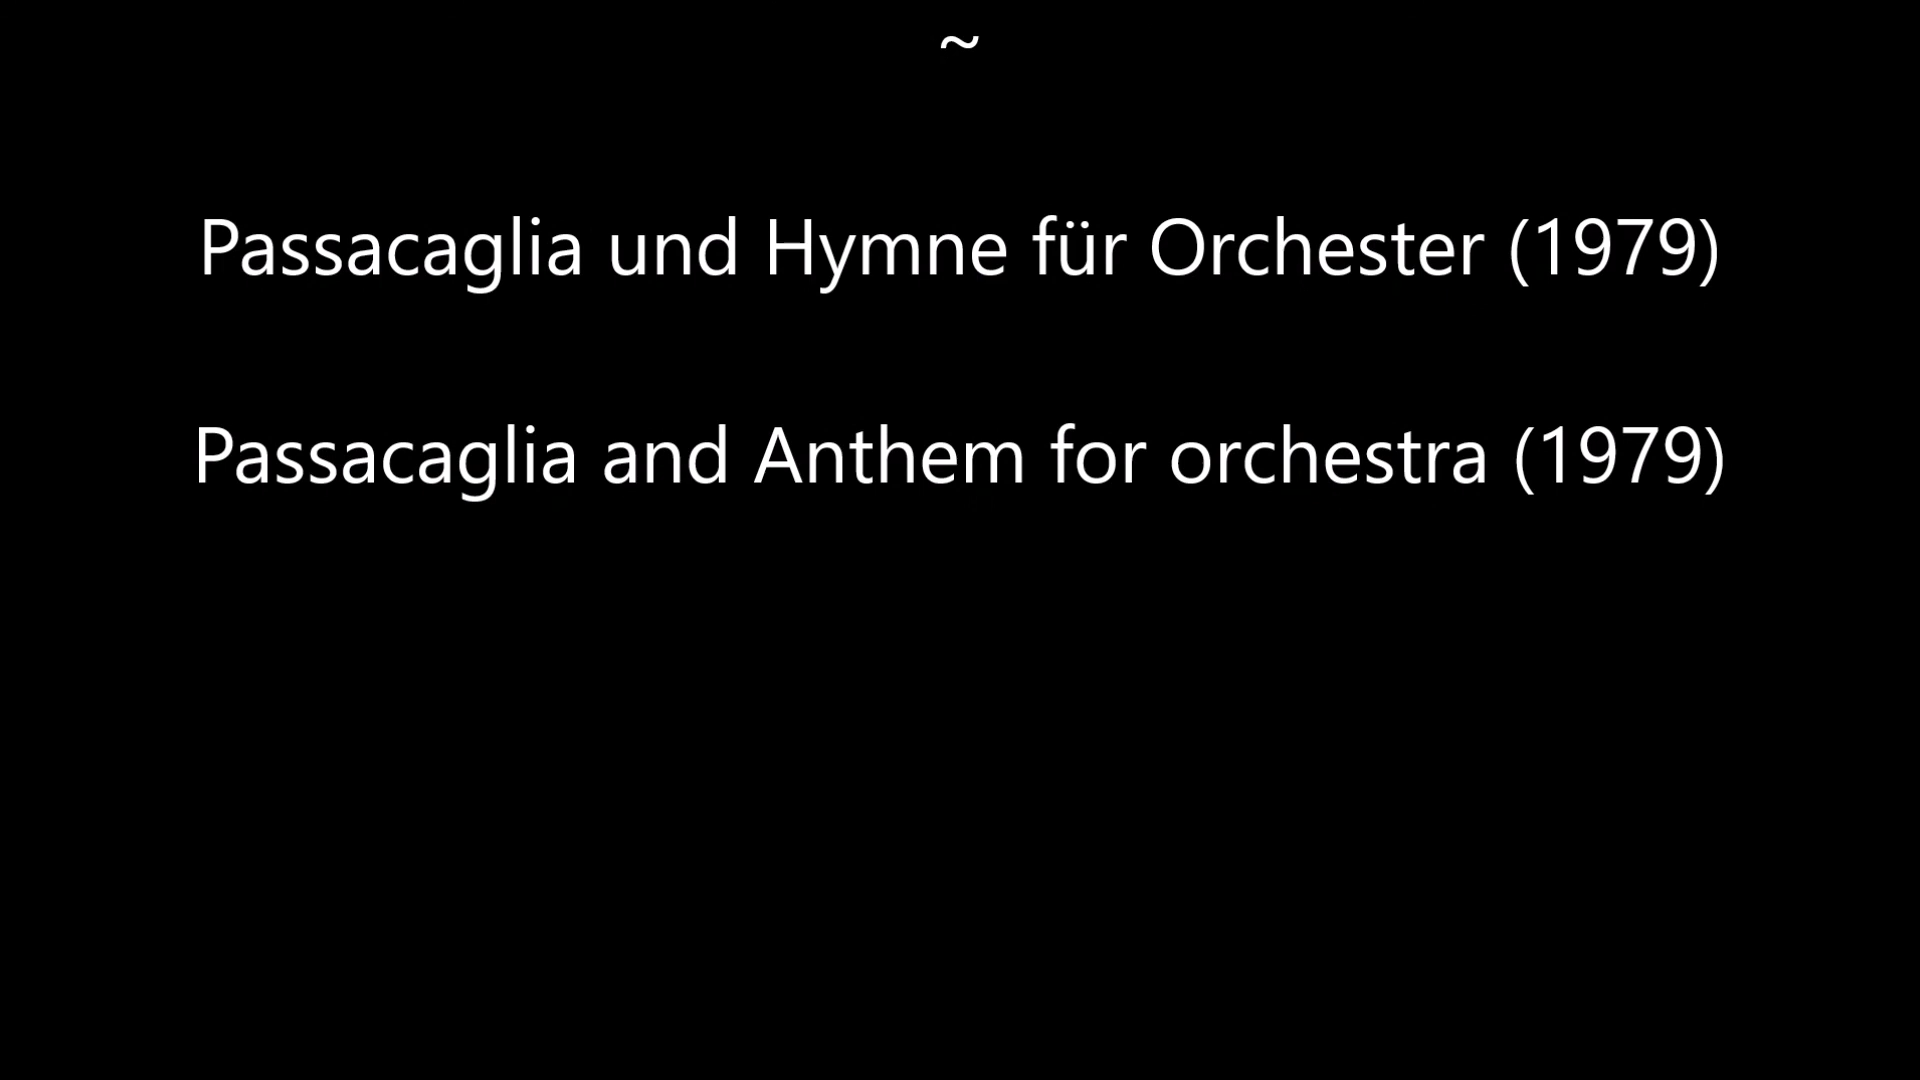 ~
Passacaglia und Hymne für Orchester (1979)
Passacaglia and Anthem for orchestra (1979)